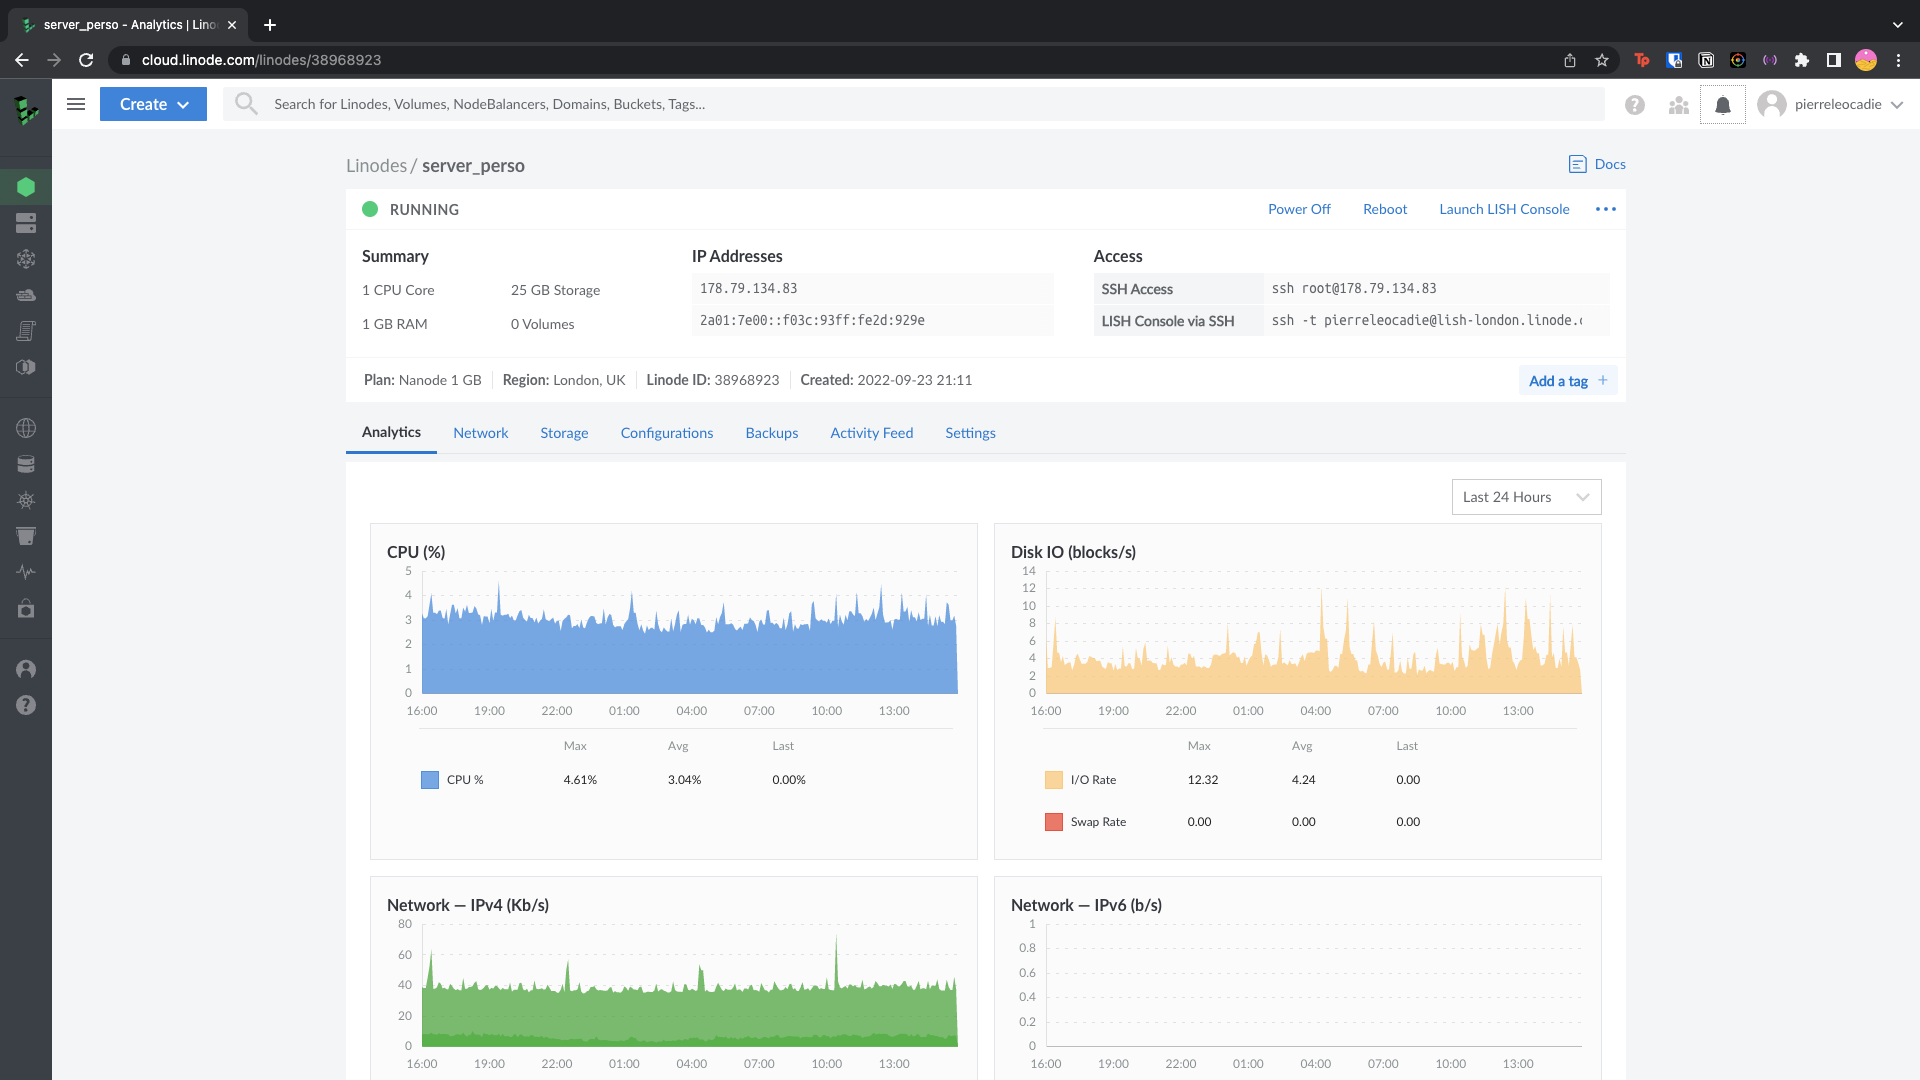 server_perso - Analytics | Lino
cloud.linode.com/linodes/38968923
Create
Search for Linodes, Volumes, NodeBalancers, Domains, Buckets, Tags...
pierreleocadie
Linodes / server_perso
Docs
RUNNING
Power Off
Reboot
Launch LISH Console
Summary
IP Addresses
Access
1 CPU Core
25 GB Storage
178.79.134.83
SSH Access
ssh root@178.79.134.83
1 GB RAM
0 Volumes
2a01:7e00::f03c:93ff:fe2d:929e
LISH Console via SSH
ssh -t pierreleocadie@lish-london.linode.c
Plan: Nanode 1 GB
Region: London, UK
Linode ID: 38968923
Created: 2022-09-23 21:11
Add a tag +
Analytics
Network
Storage
Configurations
Backups
Activity Feed
Settings
Last 24 Hours
CPU (%)
5
4
3
2
1
0
16:00 19:00 22:00 01:00 04:00 07:00 10:00 13:00
Max Avg Last
CPU % 4.61% 3.04% 0.00%
Disk IO (blocks/s)
14
12
10
8
6
4
2
0
16:00 19:00 22:00 01:00 04:00 07:00 10:00 13:00
Max Avg Last
I/O Rate 12.32 4.24 0.00
Swap Rate 0.00 0.00 0.00
Network — IPv4 (Kb/s)
80
60
40
20
0
16:00 19:00 22:00 01:00 04:00 07:00 10:00 13:00
Network — IPv6 (b/s)
1
0.8
0.6
0.4
0.2
0
16:00 19:00 22:00 01:00 04:00 07:00 10:00 13:00